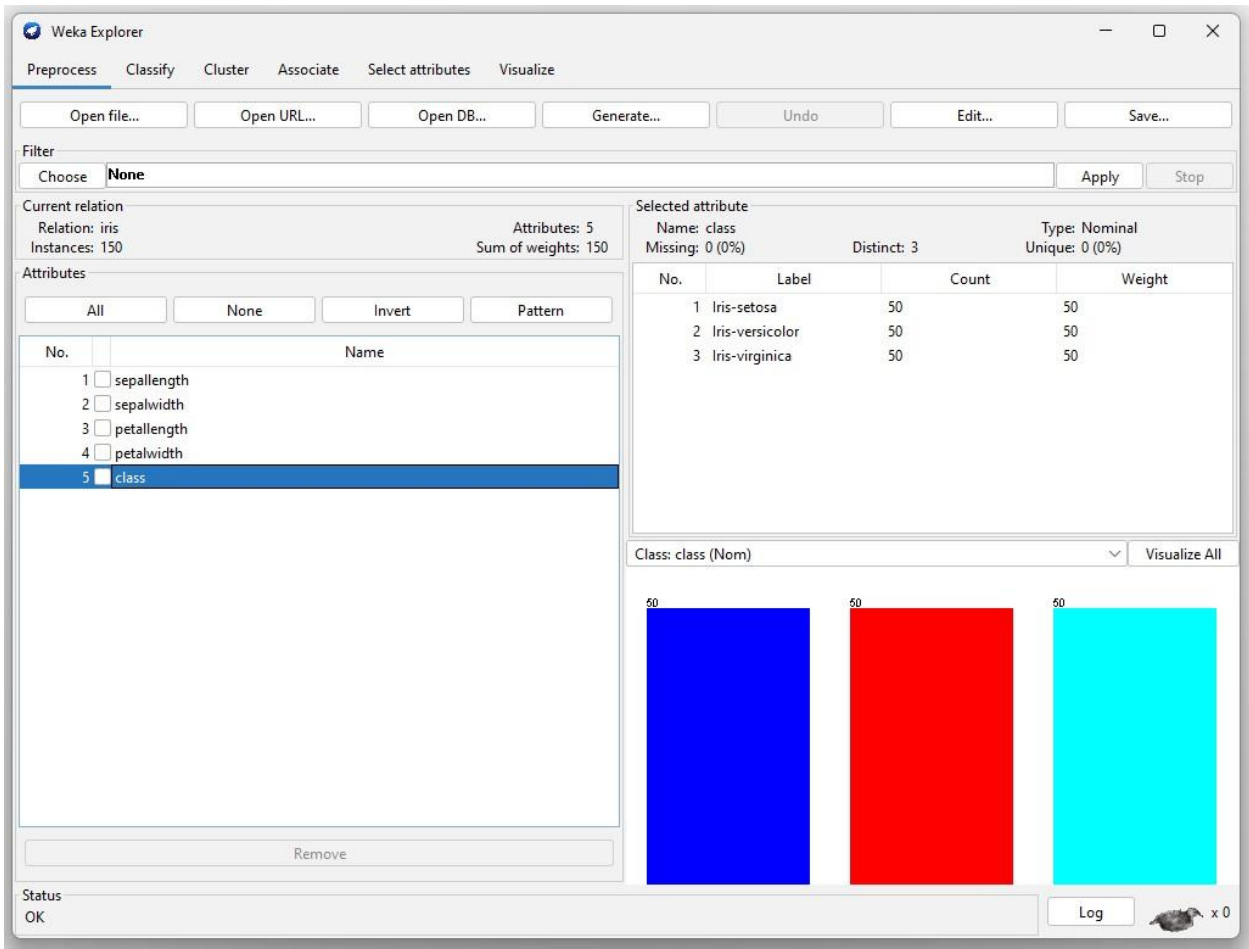 Weka Explorer
Preprocess Classify Cluster Associate Select attributes Visualize
Open file... Open URL... Open DB... Generate... Undo Edit... Save...
Filter
Choose None Apply Stop
Current relation
Relation: iris Attributes: 5
Instances: 150 Sum of weights: 150
Attributes
All None Invert Pattern
No. Name
1 sepallength
2 sepalwidth
3 petallength
4 petalwidth
5 class
Remove
Selected attribute
Name: class Type: Nominal
Missing: 0 (0%) Distinct: 3 Unique: 0 (0%)
No. Label Count Weight
1 Iris-setosa 50 50
2 Iris-versicolor 50 50
3 Iris-virginica 50 50
Class: class (Nom) Visualize All
50 50 50
Status
OK
Log x 0